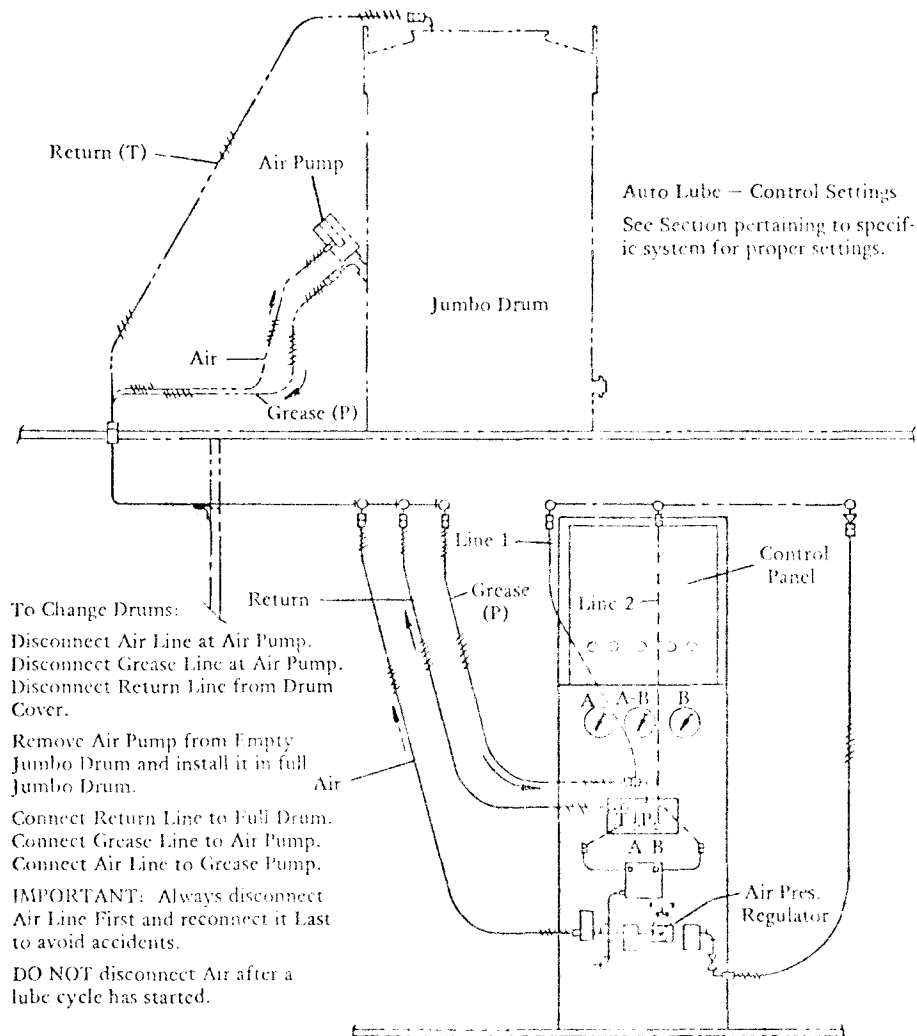 Return (T)
Air Pump
Auto Lube — Control Settings
See Section pertaining to specif-
ic system for proper settings.
Jumbo Drum
Air
Grease (P)
Line 1
Control
Panel
Return
Grease
(P)
Line 2
To Change Drums:
Disconnect Air Line at Air Pump.
Disconnect Grease Line at Air Pump.
Disconnect Return Line from Drum
Cover.
A A-B B
Remove Air Pump from Empty
Jumbo Drum and install it in full
Jumbo Drum.
Air
Connect Return Line to Full Drum.
Connect Grease Line to Air Pump.
Connect Air Line to Grease Pump.
T P
A B
IMPORTANT: Always disconnect
Air Line First and reconnect it Last
to avoid accidents.
Air Pres.
Regulator
DO NOT disconnect Air after a
lube cycle has started.